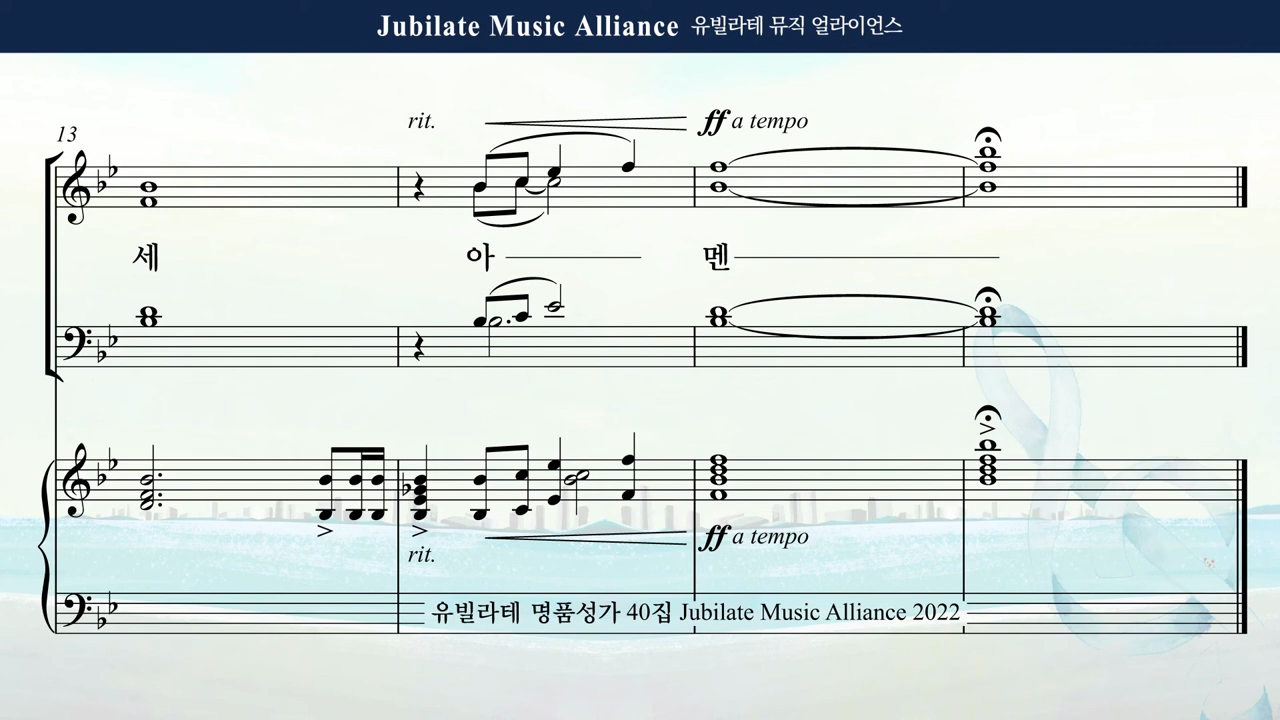 Jubilate Music Alliance 유빌라테 뮤직 얼라이언스
13
rit.
ff a tempo
세 아 멘
rit.
ff a tempo
유빌라테 명품성가 40집 Jubilate Music Alliance 2022